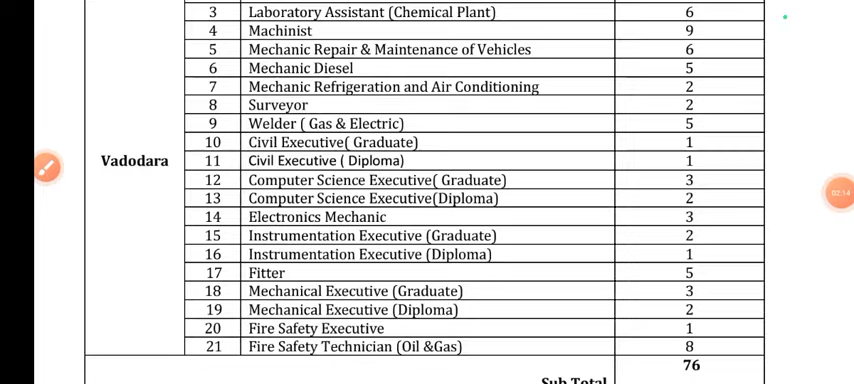 3 Laboratory Assistant (Chemical Plant) 6
4 Machinist 9
5 Mechanic Repair & Maintenance of Vehicles 6
6 Mechanic Diesel 5
7 Mechanic Refrigeration and Air Conditioning 2
8 Surveyor 2
9 Welder ( Gas & Electric) 5
10 Civil Executive( Graduate) 1
Vadodara 11 Civil Executive ( Diploma) 1
12 Computer Science Executive( Graduate) 3
13 Computer Science Executive(Diploma) 2
02:14
14 Electronics Mechanic 3
15 Instrumentation Executive (Graduate) 2
16 Instrumentation Executive (Diploma) 1
17 Fitter 5
18 Mechanical Executive (Graduate) 3
19 Mechanical Executive (Diploma) 2
20 Fire Safety Executive 1
21 Fire Safety Technician (Oil &Gas) 8
76
Sub Total